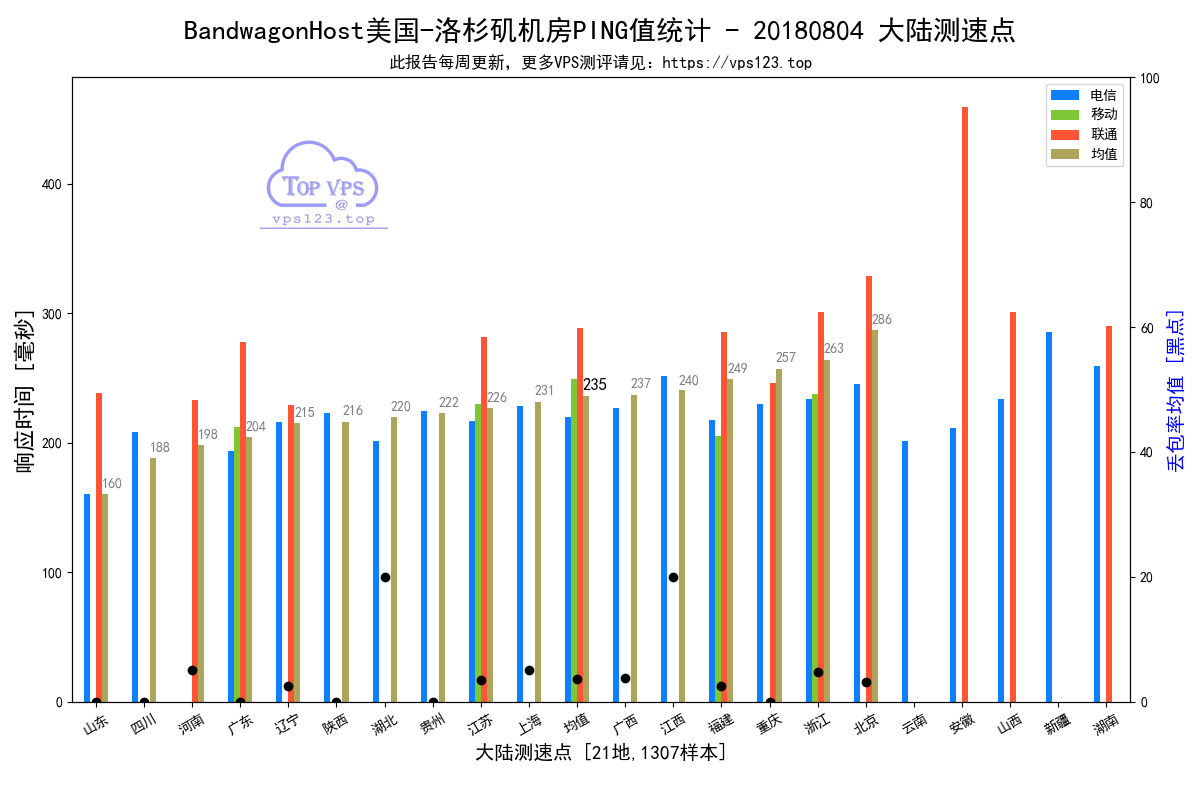 BandwagonHost美国-洛杉矶机房PING值统计 - 20180804 大陆测速点
此报告每周更新，更多VPS测评请见：https://vps123.top
电信
移动
联通
均值
Top VPS
@
vps123.top
响应时间 [毫秒]
丢包率均值 [黑点]
400
300
200
100
0
100
80
60
40
20
0
160
188
198
204
215
216
220
222
226
231
235
237
240
249
257
263
286
山东 四川 河南 广东 辽宁 陕西 湖北 贵州 江苏 上海 均值 广西 江西 福建 重庆 浙江 北京 云南 安徽 山西 新疆 湖南
大陆测速点 [21地,1307样本]